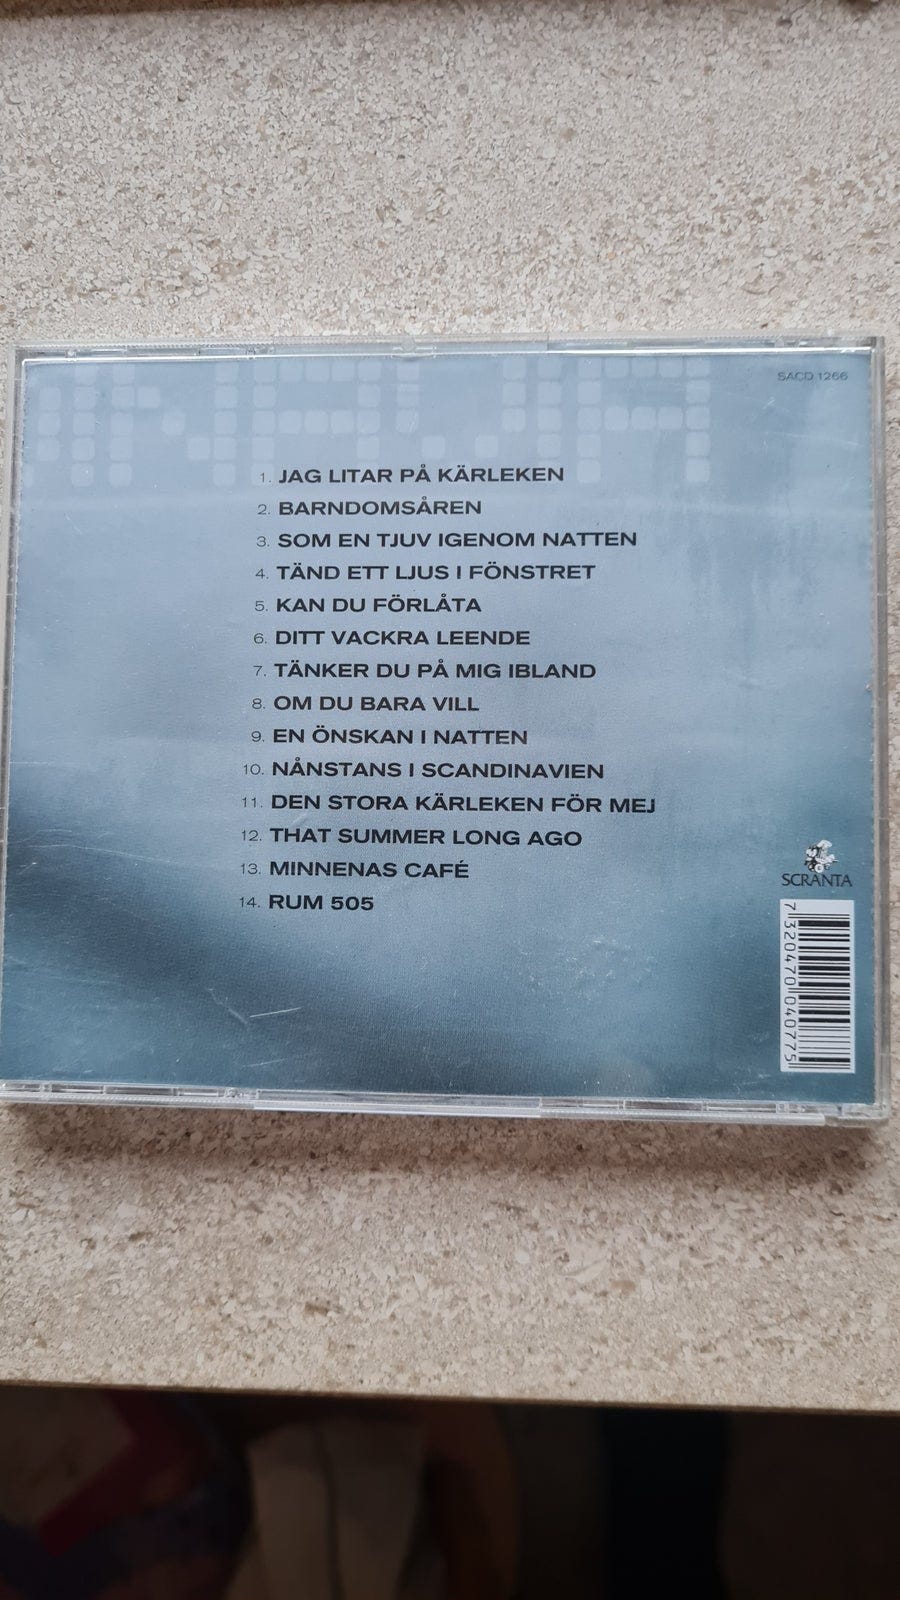 SACD 1266
1. JAG LITAR PÅ KÄRLEKEN
2. BARNDOMSÅREN
3. SOM EN TJUV IGENOM NATTEN
4. TÄND ETT LJUS I FÖNSTRET
5. KAN DU FÖRLÅTA
6. DITT VACKRA LEENDE
7. TÄNKER DU PÅ MIG IBLAND
8. OM DU BARA VILL
9. EN ÖNSKAN I NATTEN
10. NÅNSTANS I SCANDINAVIEN
11. DEN STORA KÄRLEKEN FÖR MEJ
12. THAT SUMMER LONG AGO
13. MINNENAS CAFÉ
14. RUM 505
SCRANTA
7 320470 040775